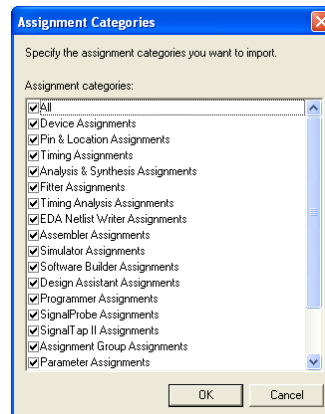 Assignment Categories
Specify the assignment categories you want to import.
Assignment categories:
All
Device Assignments
Pin & Location Assignments
Timing Assignments
Analysis & Synthesis Assignments
Fitter Assignments
Timing Analysis Assignments
EDA Netlist Writer Assignments
Assembler Assignments
Simulator Assignments
Software Builder Assignments
Design Assistant Assignments
Programmer Assignments
SignalProbe Assignments
SignalTap II Assignments
Assignment Group Assignments
Parameter Assignments
OK Cancel